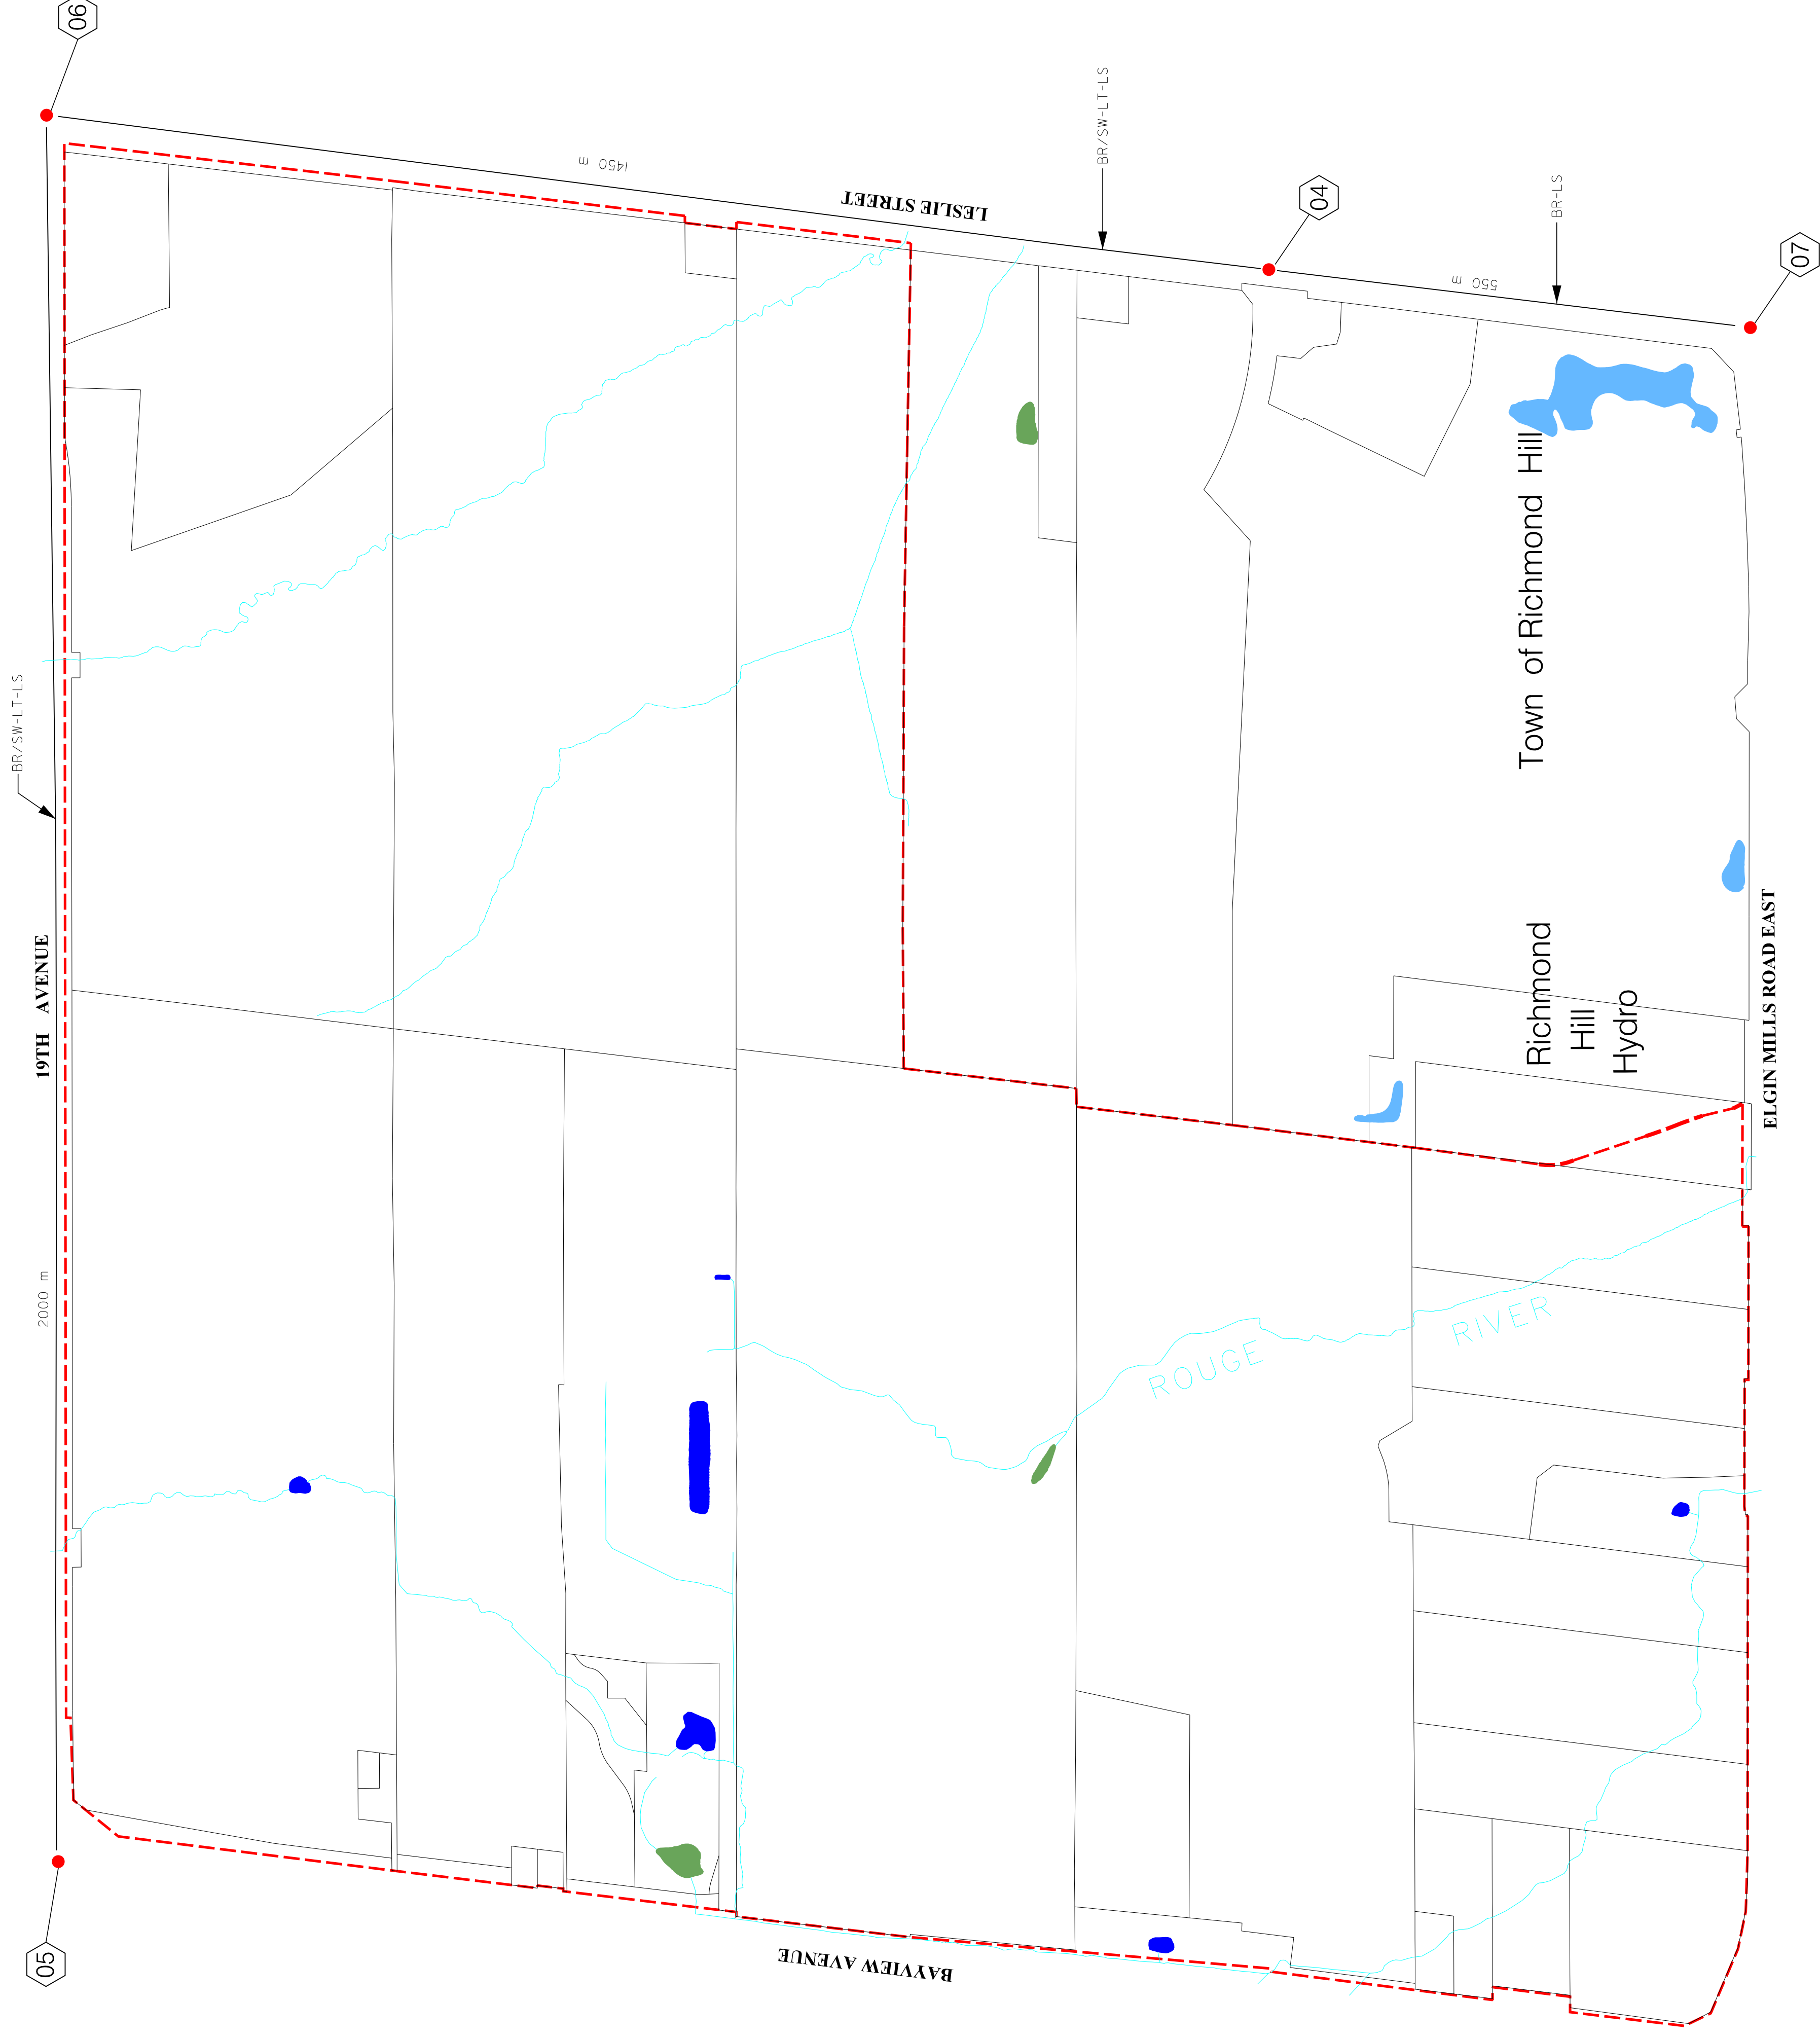 06
BR/SW-LT-LS
19TH AVENUE
2000 m
05
1450 m
LESLIE STREET
BR/SW-LT-LS
04
550 m
BR-LS
07
Town of Richmond Hill
Richmond
Hill
Hydro
ELGIN MILLS ROAD EAST
ROUGE RIVER
BAYVIEW AVENUE